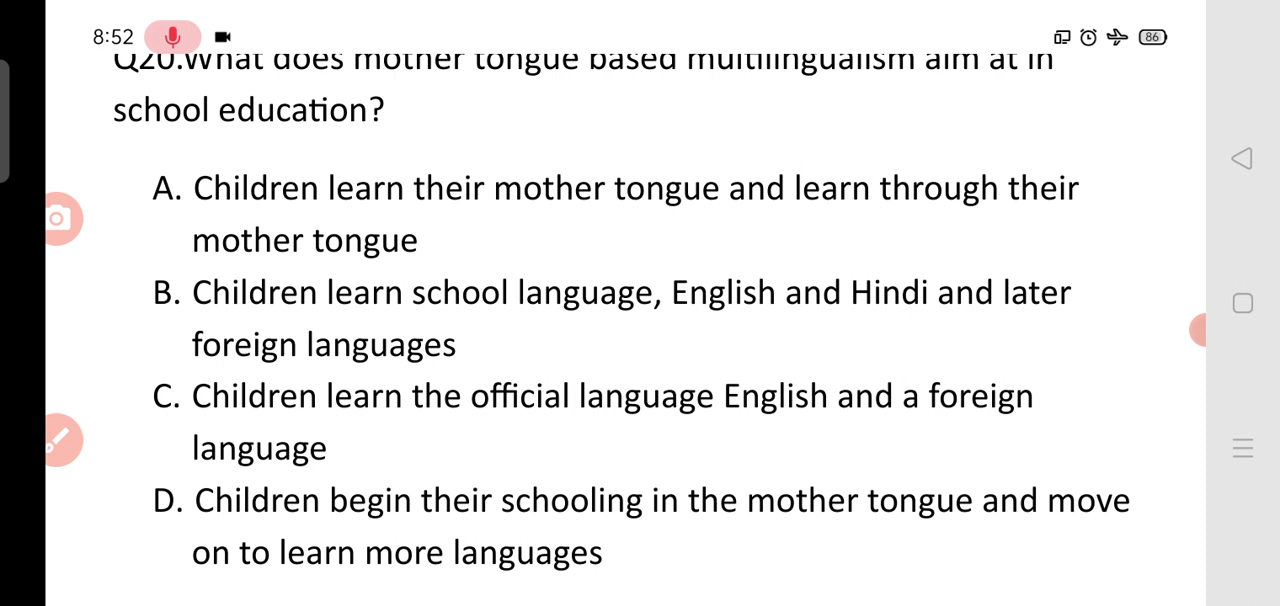 8:52
86
Q20.What does mother tongue based multilingualism aim at in
school education?
A. Children learn their mother tongue and learn through their
mother tongue
B. Children learn school language, English and Hindi and later
foreign languages
C. Children learn the official language English and a foreign
language
D. Children begin their schooling in the mother tongue and move
on to learn more languages